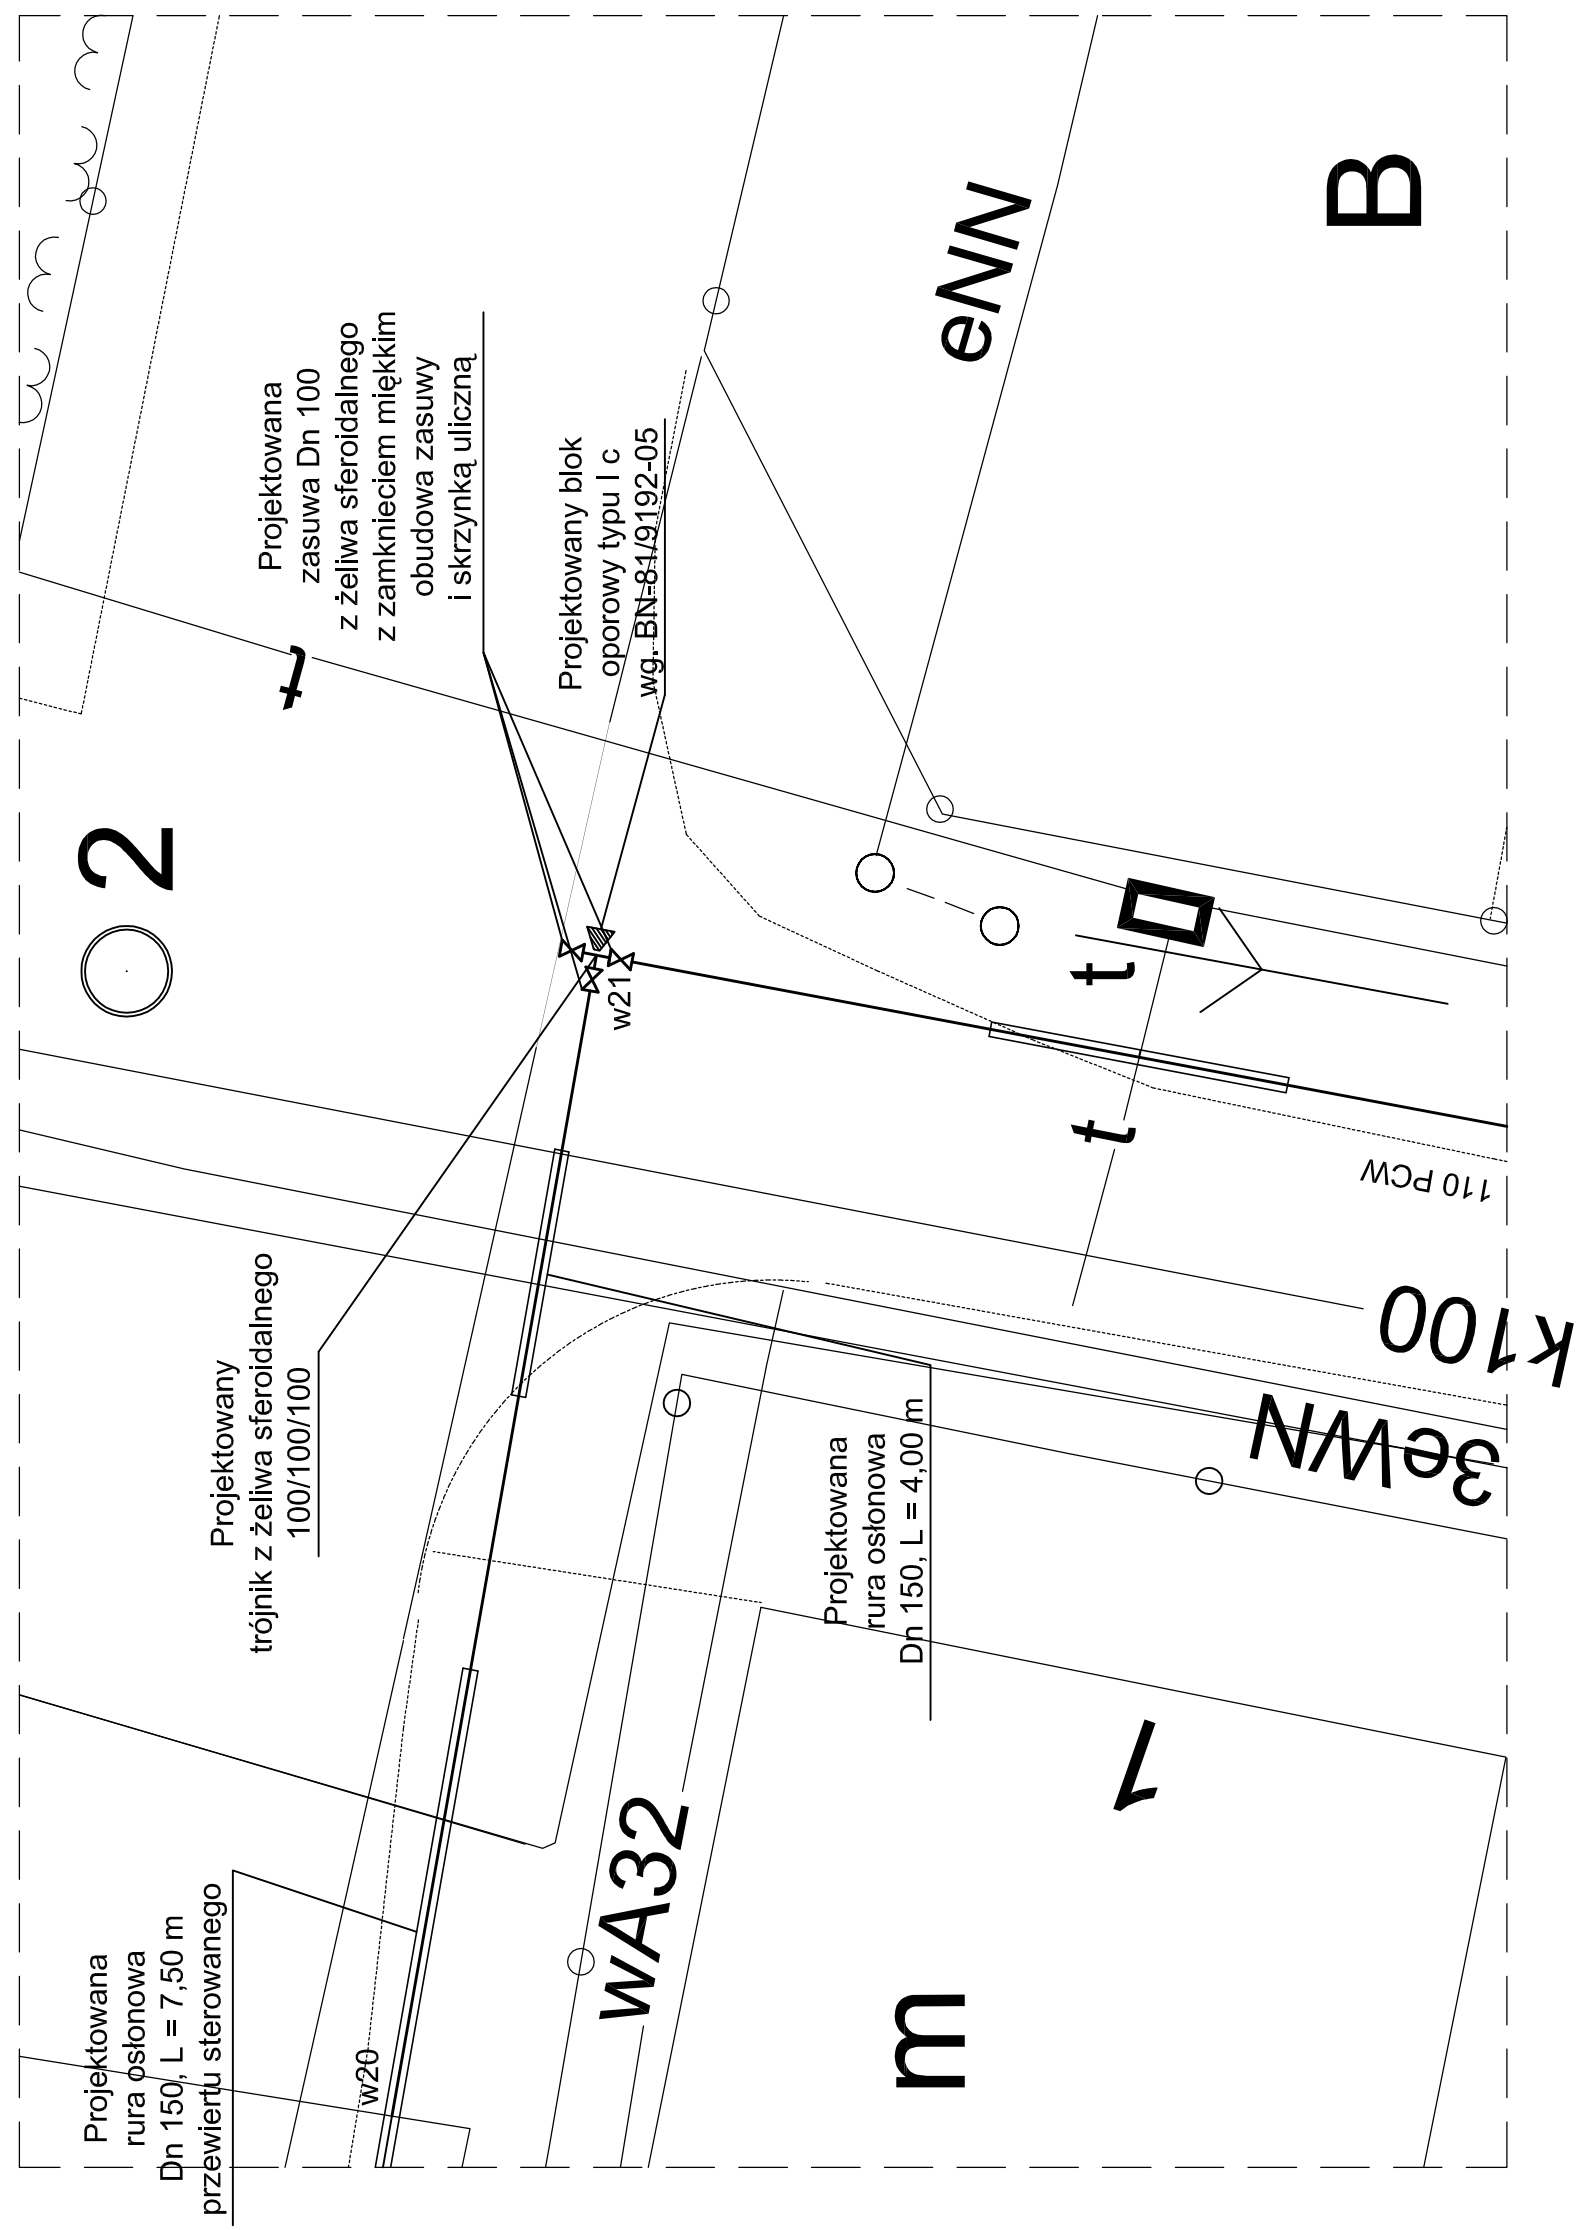 Projektowana
zasuwa Dn 100
z żeliwa sferoidalnego
z zamknieciem miękkim
obudowa zasuwy
i skrzynką uliczną
Projektowany blok
oporowy typu I c
wg. BN-81/9192-05
eNN
B
t
2
w21
t
t
110 PCW
k100
3eWN
Projektowany
trójnik z żeliwa sferoidalnego
100/100/100
Projektowana
rura osłonowa
Dn 150, L = 4,00 m
1
wA32
m
Projektowana
rura osłonowa
Dn 150, L = 7,50 m
przewiertu sterowanego
w20